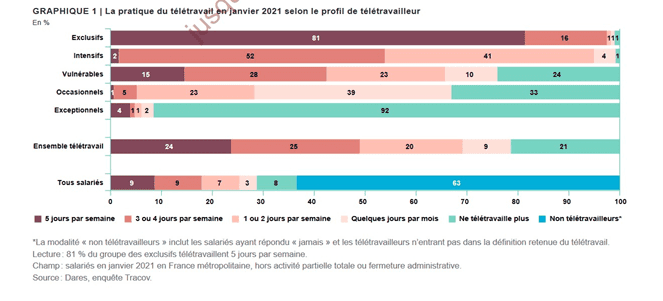 GRAPHIQUE 1 | La pratique du télétravail en janvier 2021 selon le profil de télétravailleur
En %
jusq
Exclusifs 81 16 1 1 1
Intensifs 2 52 41 4 1
Vulnérables 15 28 23 10 24
Occasionnels 1 5 23 39 33
Exceptionnels 4 1 1 2 92
Ensemble télétravail 24 25 20 9 21
Tous salariés 9 9 7 3 8 63
0 10 20 30 40 50 60 70 80 90 100
5 jours par semaine 3 ou 4 jours par semaine 1 ou 2 jours par semaine Quelques jours par mois Ne télétravaille plus Non télétravailleurs*
*La modalité « non télétravailleurs » inclut les salariés ayant répondu « jamais » et les télétravailleurs n'entrant pas dans la définition retenue du télétravail.
Lecture : 81 % du groupe des exclusifs télétravaillent 5 jours par semaine.
Champ : salariés en janvier 2021 en France métropolitaine, hors activité partielle totale ou fermeture administrative.
Source : Dares, enquête Tracov.